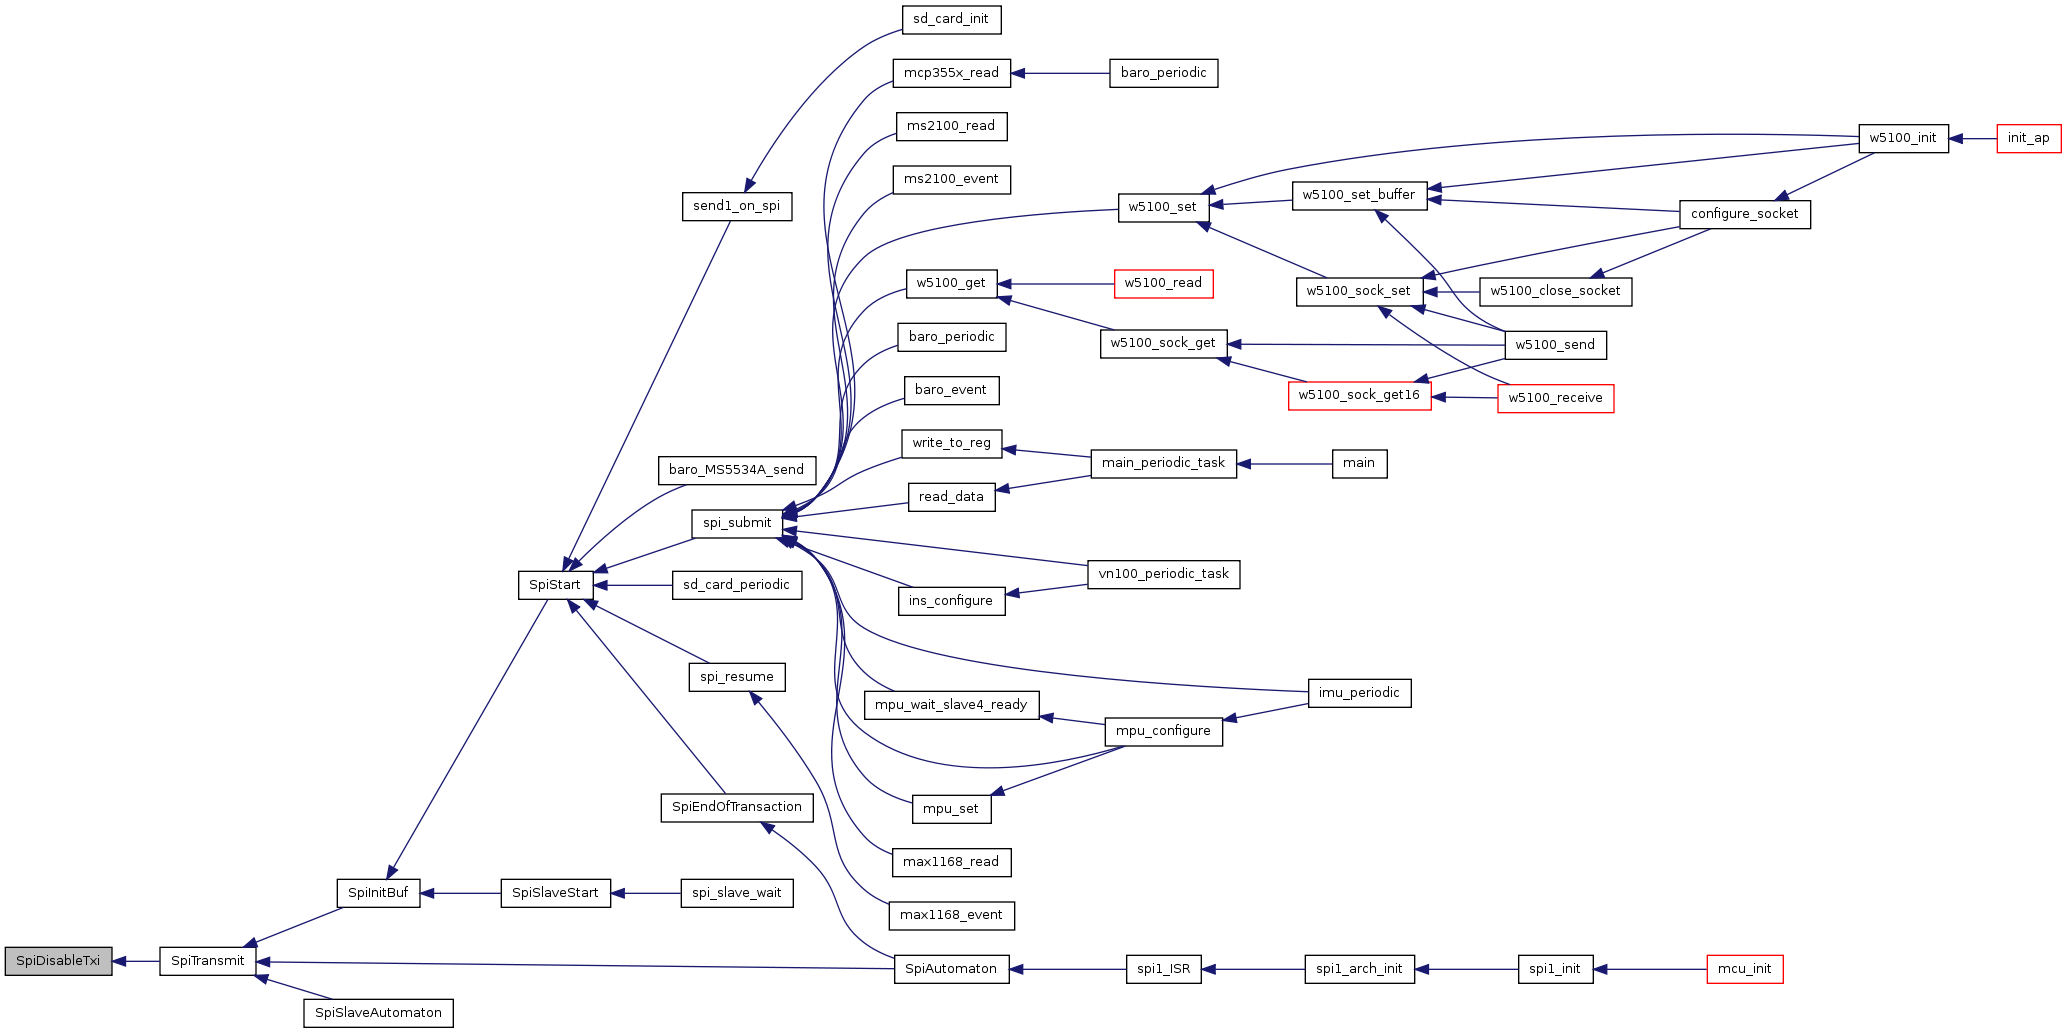 sd_card_init
mcp355x_read
baro_periodic
ms2100_read
w5100_init
init_ap
ms2100_event
w5100_set_buffer
send1_on_spi
w5100_set
configure_socket
w5100_get
w5100_read
w5100_sock_set
w5100_close_socket
baro_periodic
w5100_sock_get
w5100_send
baro_event
w5100_sock_get16
w5100_receive
write_to_reg
main_periodic_task
main
baro_MS5534A_send
read_data
spi_submit
vn100_periodic_task
SpiStart
sd_card_periodic
ins_configure
spi_resume
imu_periodic
mpu_wait_slave4_ready
mpu_configure
SpiEndOfTransaction
mpu_set
max1168_read
SpiInitBuf
SpiSlaveStart
spi_slave_wait
max1168_event
SpiDisableTxi
SpiTransmit
SpiAutomaton
spi1_ISR
spi1_arch_init
spi1_init
mcu_init
SpiSlaveAutomaton